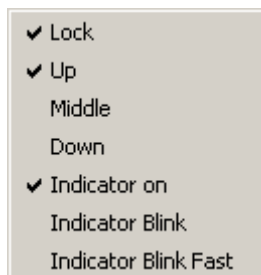 Lock
Up
Middle
Down
Indicator on
Indicator Blink
Indicator Blink Fast